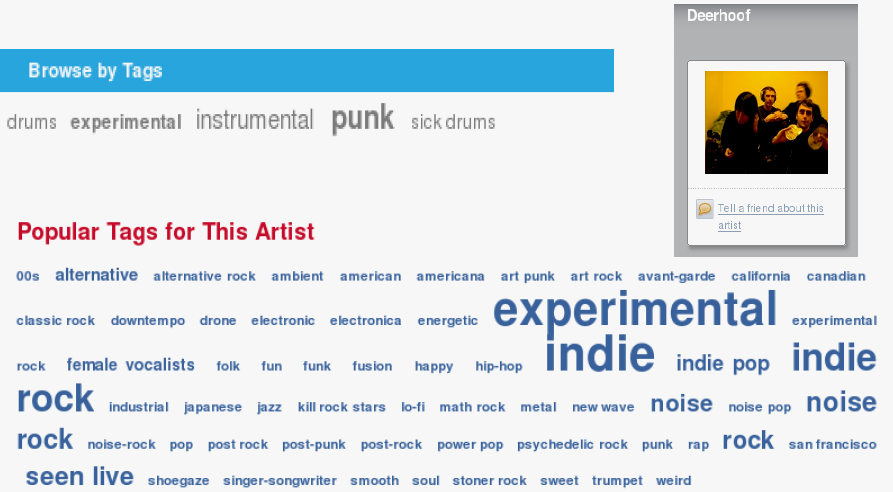 Deerhoof
Browse by Tags
drums experimental instrumental punk sick drums
Tell a friend about this
artist
Popular Tags for This Artist
00s alternative alternative rock ambient american americana art punk art rock avant-garde california canadian
classic rock downtempo drone electronic electronica energetic experimental experimental
rock female vocalists folk fun funk fusion happy hip-hop indie indie pop indie
rock industrial japanese jazz kill rock stars lo-fi math rock metal new wave noise noise pop noise
rock noise-rock pop post rock post-punk post-rock power pop psychedelic rock punk rap rock san francisco
seen live shoegaze singer-songwriter smooth soul stoner rock sweet trumpet weird